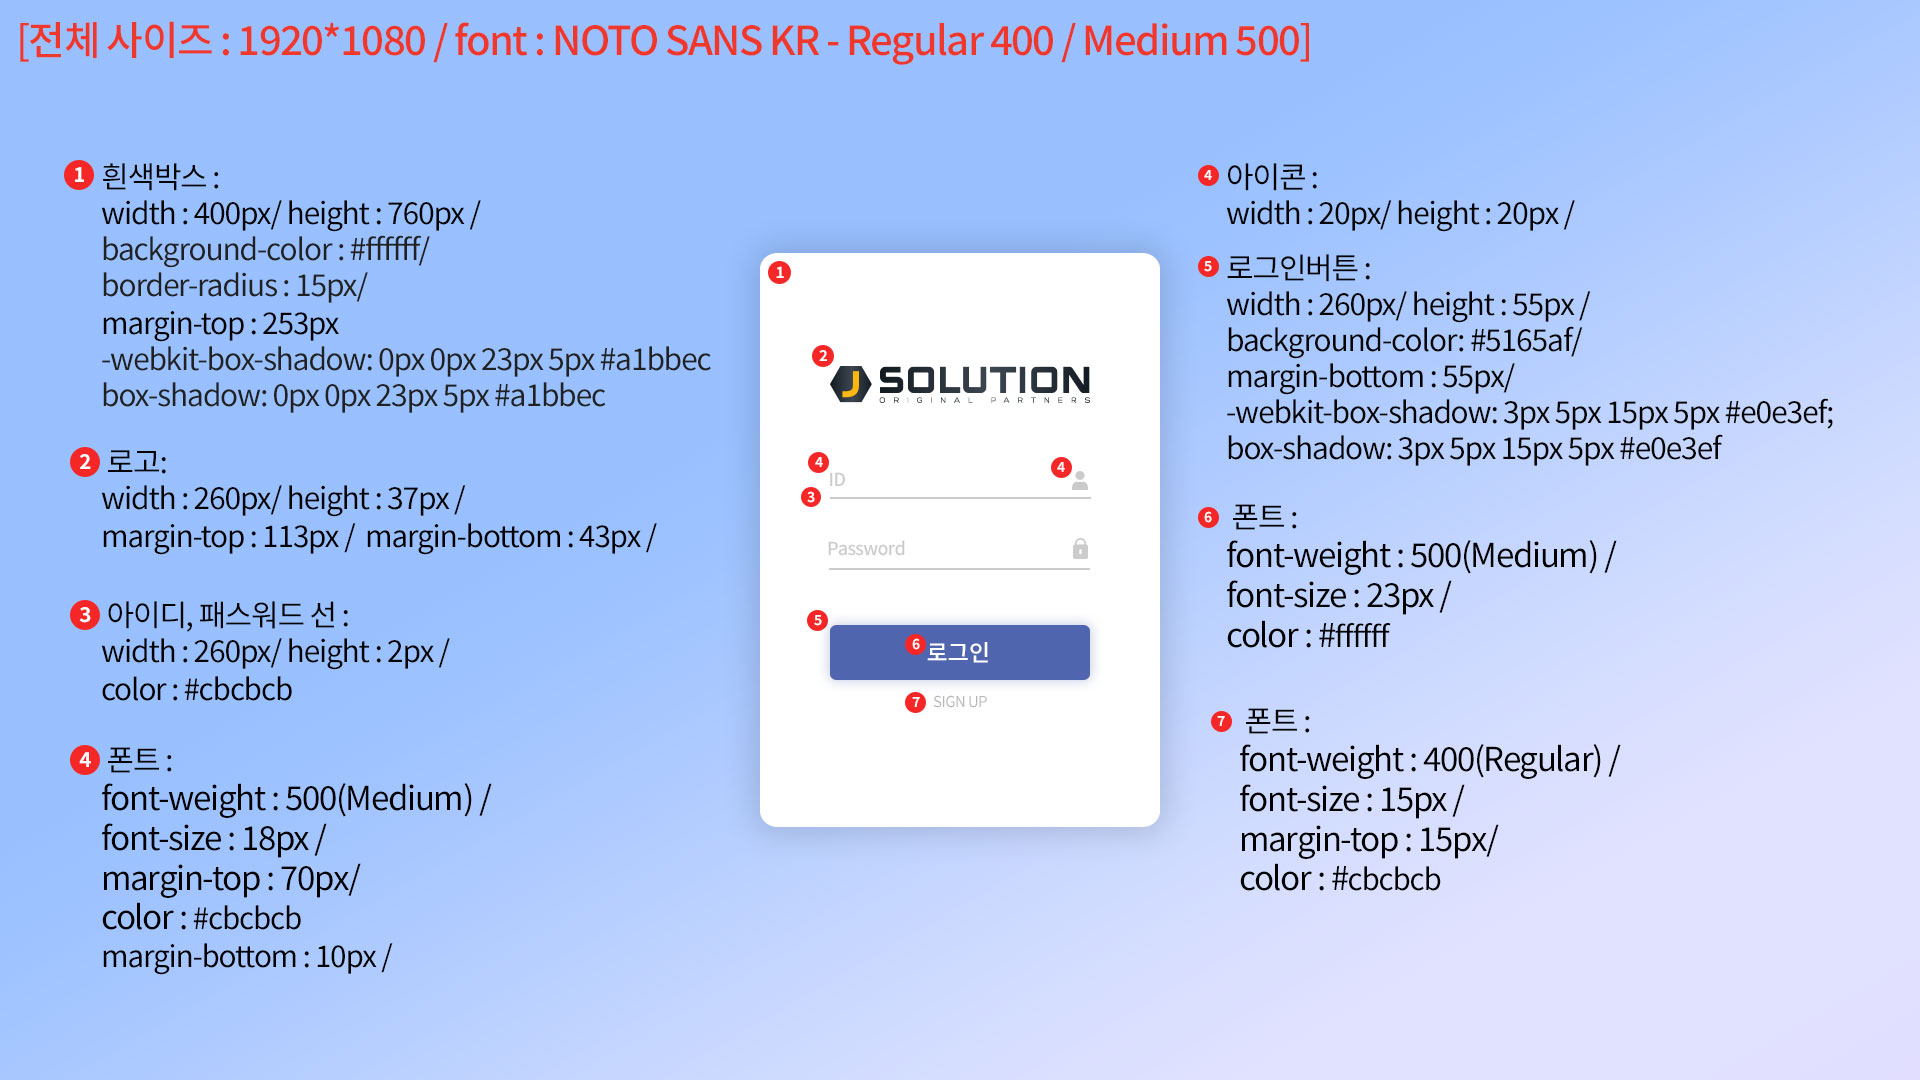 [전체 사이즈 : 1920*1080 / font : NOTO SANS KR - Regular 400 / Medium 500]
1 흰색박스 :
width : 400px/ height : 760px /
background-color : #ffffff/
border-radius : 15px/
margin-top : 253px
-webkit-box-shadow: 0px 0px 23px 5px #a1bbec
box-shadow: 0px 0px 23px 5px #a1bbec
2 로고:
width : 260px/ height : 37px /
margin-top : 113px / margin-bottom : 43px /
3 아이디, 패스워드 선 :
width : 260px/ height : 2px /
color : #cbcbcb
4 폰트 :
font-weight : 500(Medium) /
font-size : 18px /
margin-top : 70px/
color : #cbcbcb
margin-bottom : 10px /
1
2
J SOLUTION
ORIGINAL PARTNERS
4
4
ID
3
Password
5
6 로그인
7 SIGN UP
4 아이콘 :
width : 20px/ height : 20px /
5 로그인버튼 :
width : 260px/ height : 55px /
background-color: #5165af/
margin-bottom : 55px/
-webkit-box-shadow: 3px 5px 15px 5px #e0e3ef;
box-shadow: 3px 5px 15px 5px #e0e3ef
6 폰트 :
font-weight : 500(Medium) /
font-size : 23px /
color : #ffffff
7 폰트 :
font-weight : 400(Regular) /
font-size : 15px /
margin-top : 15px/
color : #cbcbcb